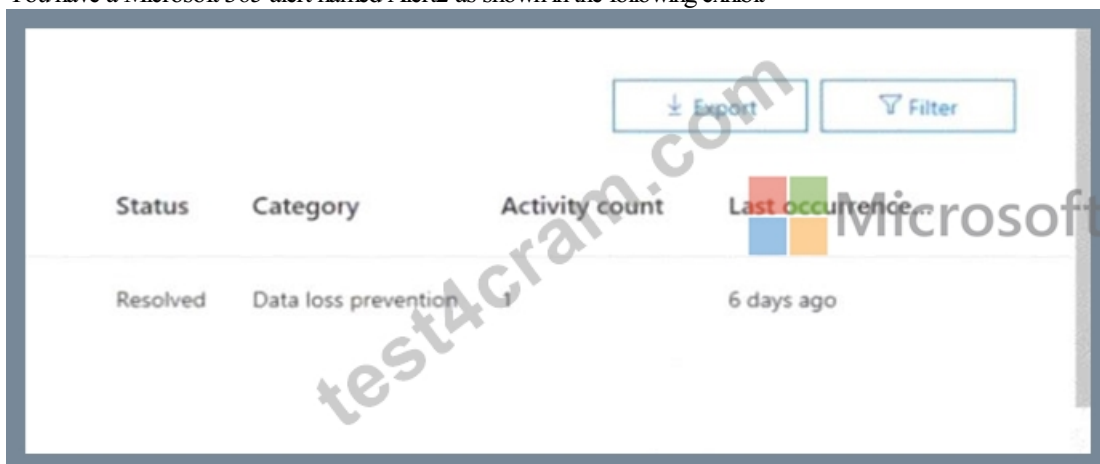 You have a Microsoft 365 alert named Alert2 as shown in the following exhibit
Export
Filter
Status Category Activity count Last occurrence...
Microsoft
Resolved Data loss prevention 1 6 days ago
test4cram.com